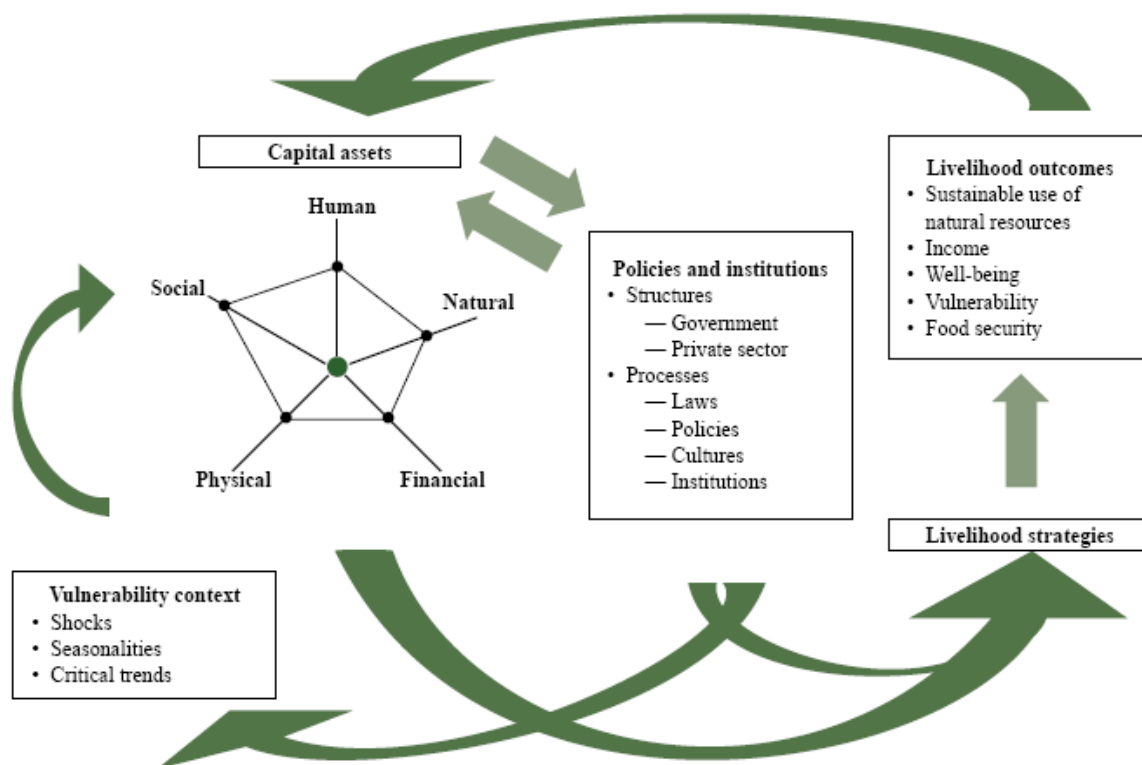 Capital assets
Human
Social
Natural
Physical
Financial
Policies and institutions
• Structures
— Government
— Private sector
• Processes
— Laws
— Policies
— Cultures
— Institutions
Livelihood outcomes
• Sustainable use of
natural resources
• Income
• Well-being
• Vulnerability
• Food security
Livelihood strategies
Vulnerability context
• Shocks
• Seasonalities
• Critical trends